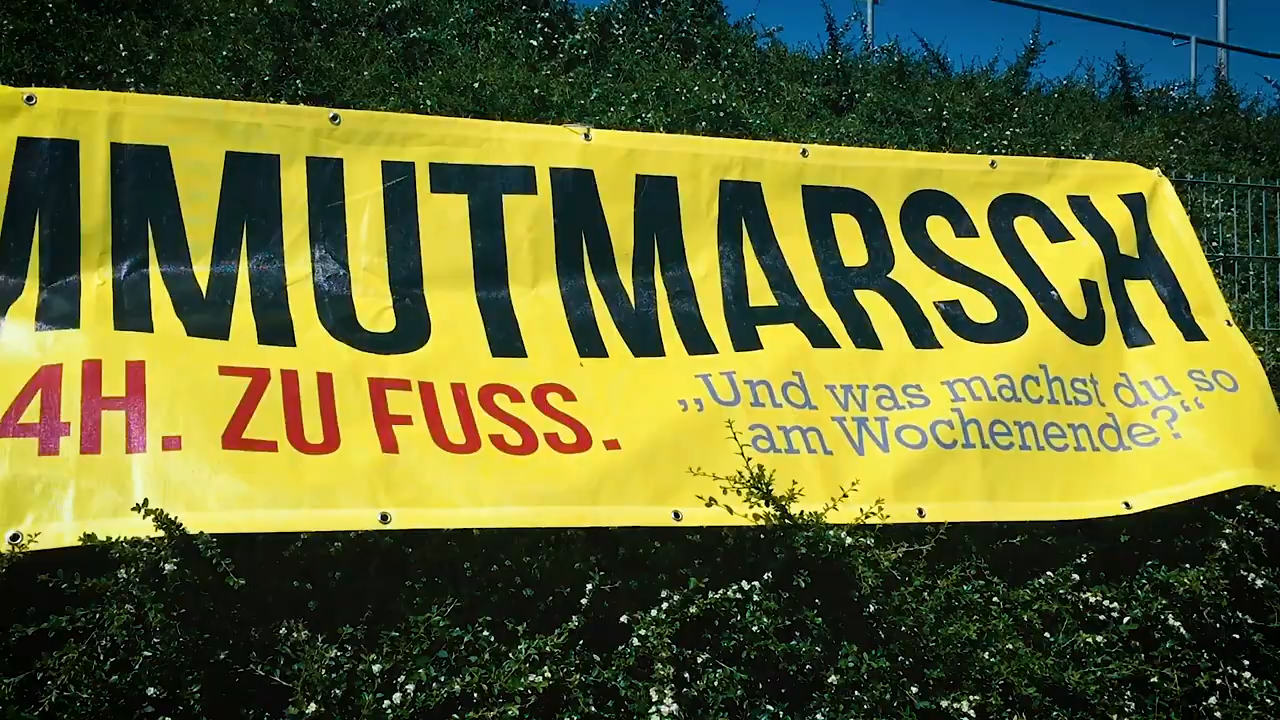 MMUTMARSCH
4H. ZU FUSS.
„Und was machst du so
am Wochenende?“